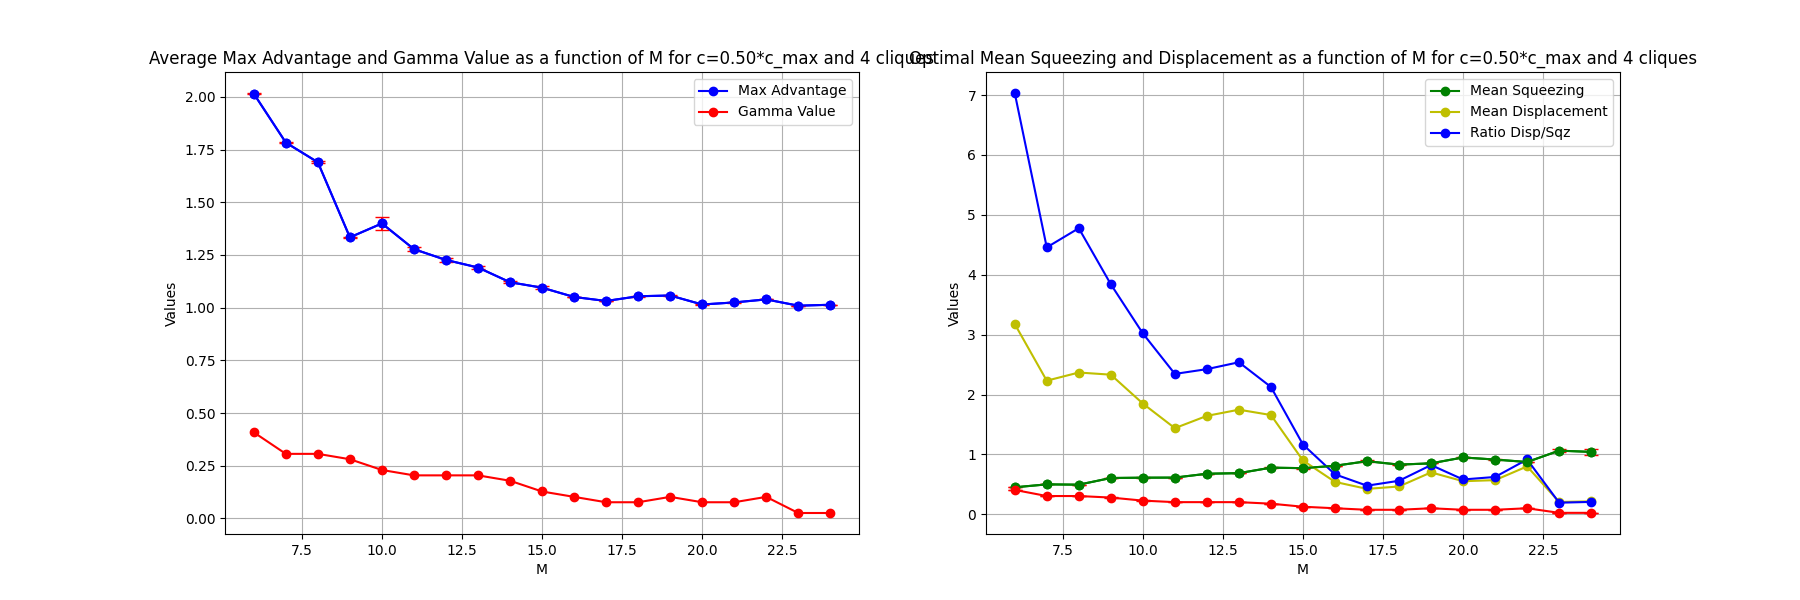 Average Max Advantage and Gamma Value as a function of M for c=0.50*c_max and 4 cliques
Max Advantage
Gamma Value
2.00
1.75
1.50
1.25
1.00
0.75
0.50
0.25
0.00
Values
7.5 10.0 12.5 15.0 17.5 20.0 22.5
M
Optimal Mean Squeezing and Displacement as a function of M for c=0.50*c_max and 4 cliques
Mean Squeezing
Mean Displacement
Ratio Disp/Sqz
7
6
5
4
3
2
1
0
Values
7.5 10.0 12.5 15.0 17.5 20.0 22.5
M